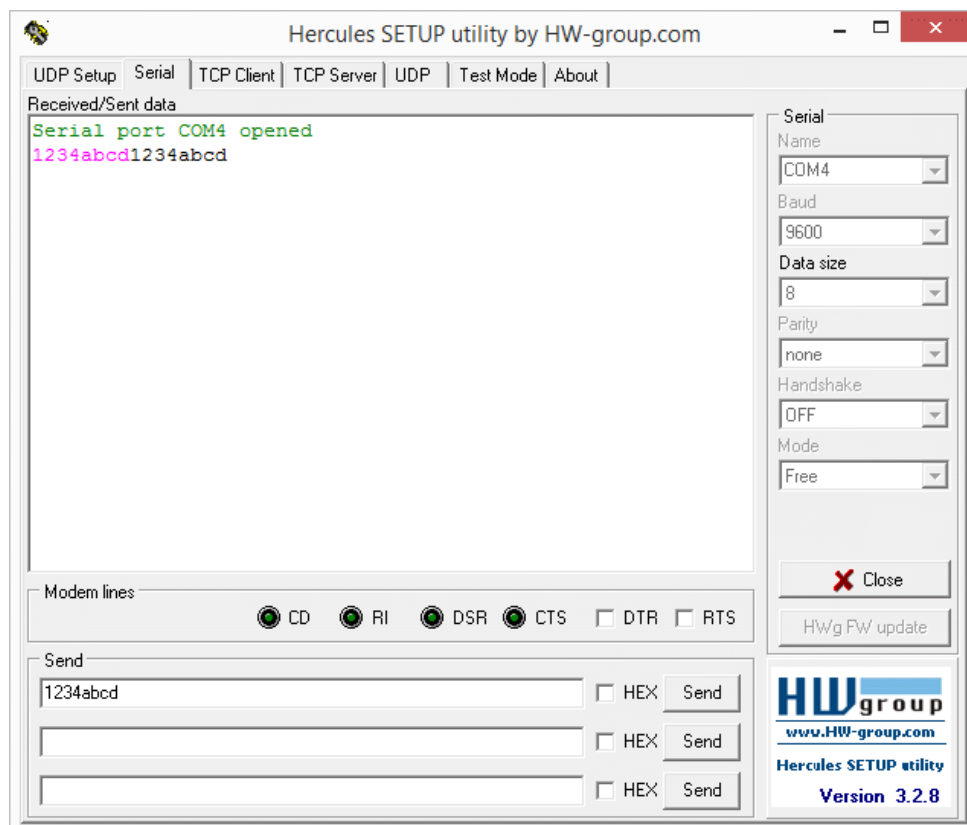 Hercules SETUP utility by HW-group.com
UDP Setup Serial TCP Client TCP Server UDP Test Mode About
Received/Sent data
Serial port COM4 opened
1234abcd1234abcd
Serial
Name
COM4
Baud
9600
Data size
8
Parity
none
Handshake
OFF
Mode
Free
Close
HWg FW update
Modem lines
CD RI DSR CTS DTR RTS
Send
1234abcd HEX Send
HEX Send
HEX Send
HWgroup
www.HW-group.com
Hercules SETUP utility
Version 3.2.8